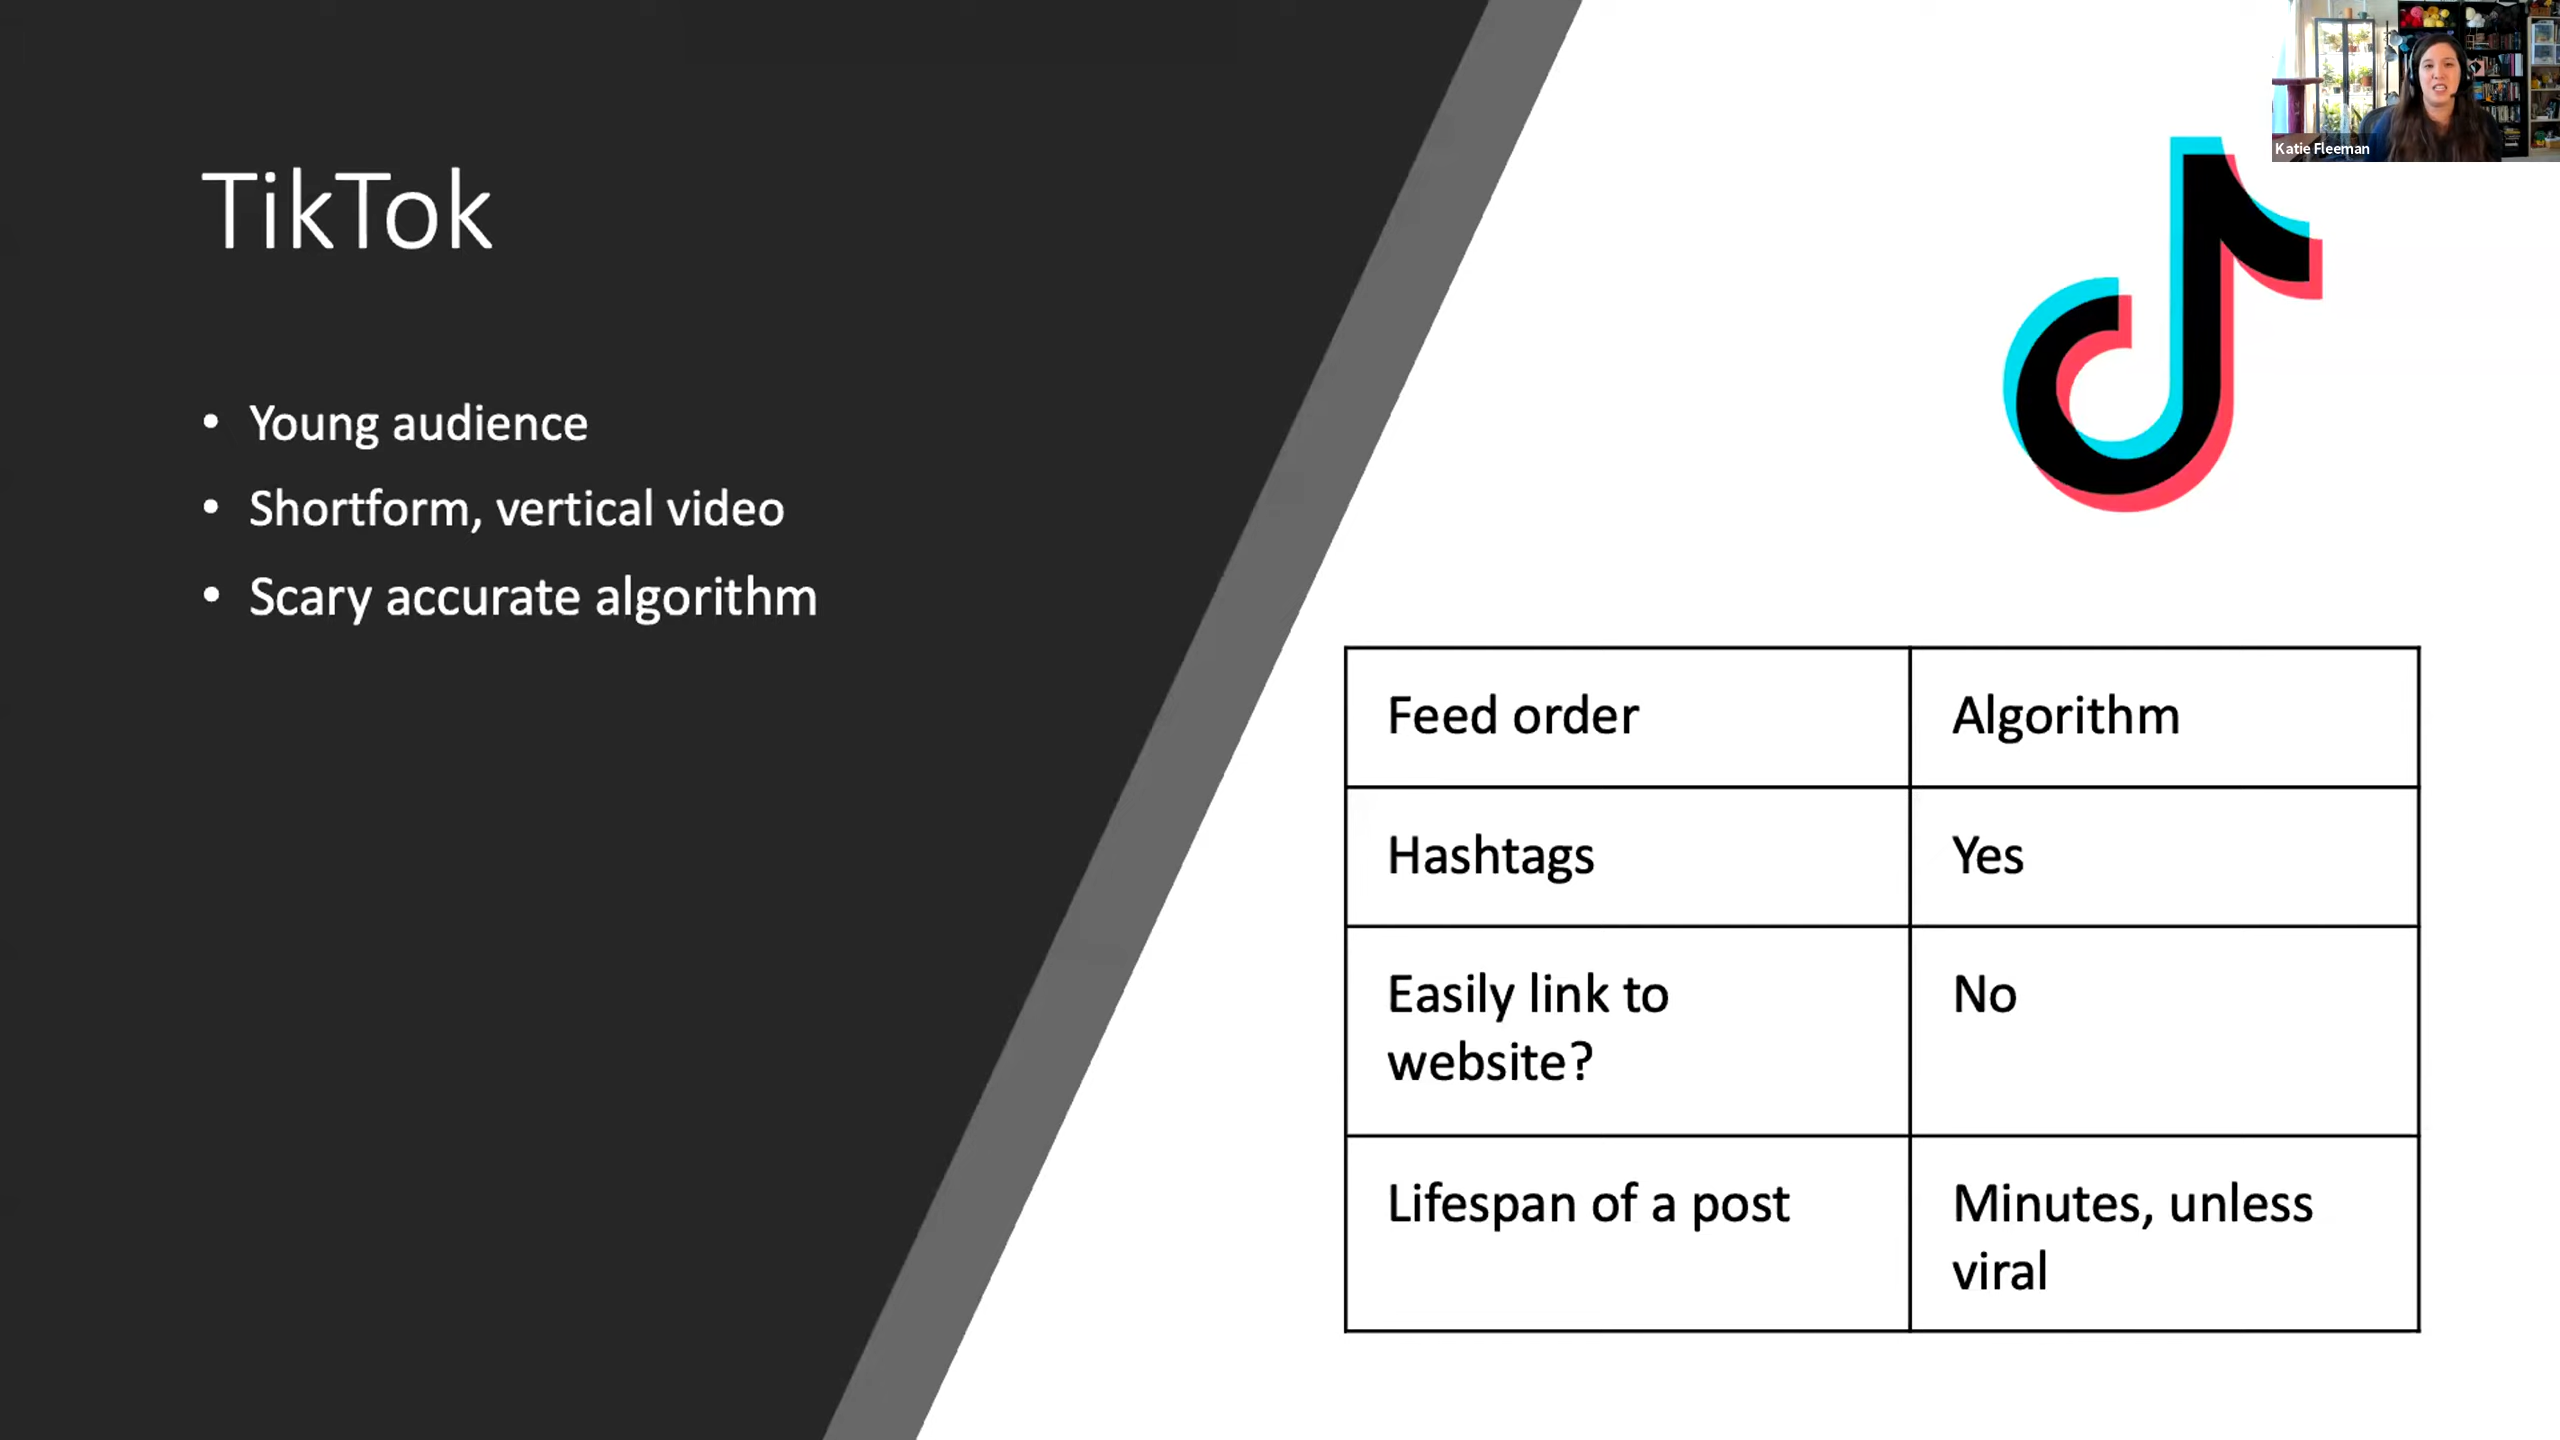 TikTok
• Young audience
• Shortform, vertical video
• Scary accurate algorithm
Katie Fleeman
Feed order
Algorithm
Hashtags
Yes
Easily link to
website?
No
Lifespan of a post
Minutes, unless
viral